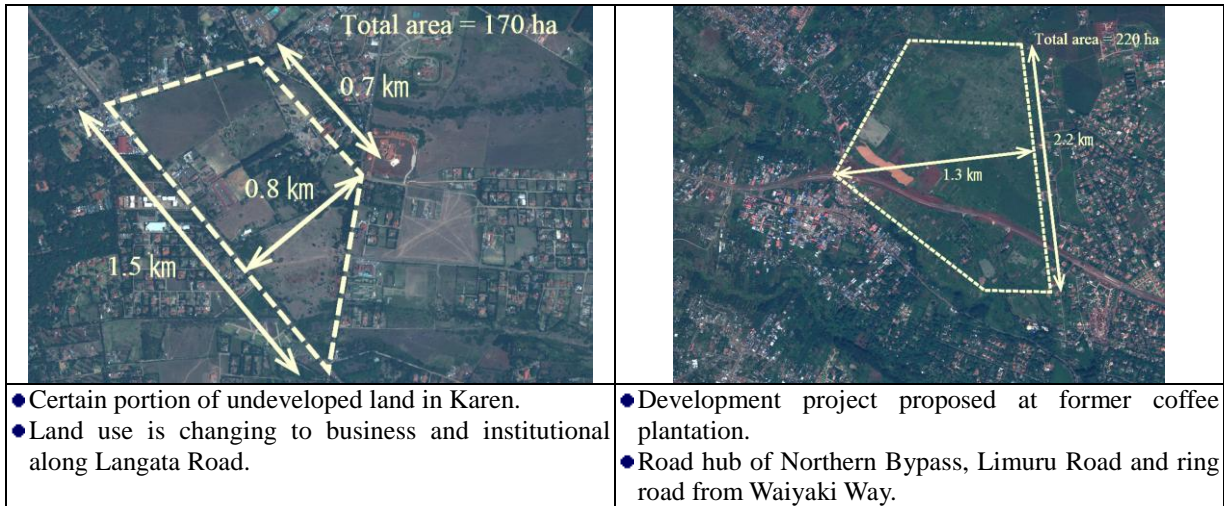 Total area = 170 ha
0.7 km
0.8 km
1.5 km
Total area = 220 ha
2.2 km
1.3 km
Certain portion of undeveloped land in Karen.
Land use is changing to business and institutional
along Langata Road.
Development project proposed at former coffee
plantation.
Road hub of Northern Bypass, Limuru Road and ring
road from Waiyaki Way.